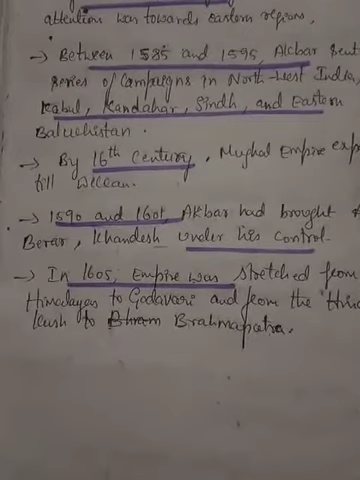 attention was towards eastern regions.
→ Between 1585 and 1595, Akbar sent
series of Campaigns in North-West India,
Kabul, Kandahar, Sindh, and Eastern
Baluchistan.
→ By 16th Century, Mughal Empire exp
till Deccan.
→ 1590 and 1601, Akbar had brought
Berar, Khandesh under his control.
→ In 1605, Empire was stretched from
Himalayas to Godavari and from the Hind
Kush to Brahmaputra.